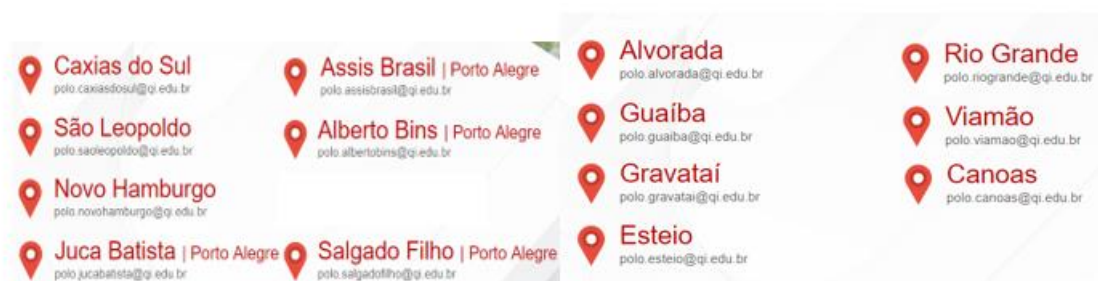 Caxias do Sul
polo.caxiasdosul@qi.edu.br
São Leopoldo
polo.saoleopoldo@qi.edu.br
Novo Hamburgo
polo.novohamburgo@qi.edu.br
Juca Batista | Porto Alegre
polo.jucabatista@qi.edu.br
Assis Brasil | Porto Alegre
polo.assisbrasil@qi.edu.br
Alberto Bins | Porto Alegre
polo.albertobins@qi.edu.br
Salgado Filho | Porto Alegre
polo.salgadofilho@qi.edu.br
Alvorada
polo.alvorada@qi.edu.br
Guaíba
polo.guaiba@qi.edu.br
Gravataí
polo.gravatai@qi.edu.br
Esteio
polo.esteio@qi.edu.br
Rio Grande
polo.riogrande@qi.edu.br
Viamão
polo.viamao@qi.edu.br
Canoas
polo.canoas@qi.edu.br